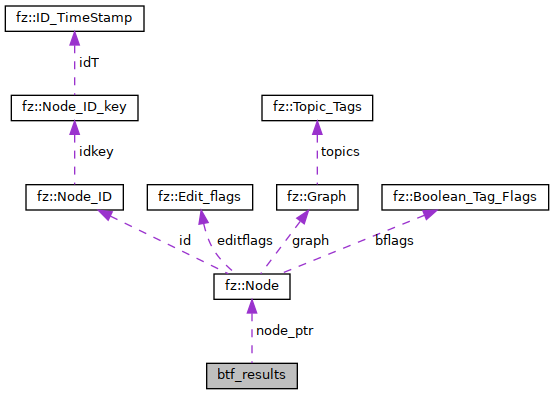 fz::ID_TimeStamp
idT
fz::Node_ID_key
fz::Topic_Tags
idkey
topics
fz::Node_ID
fz::Edit_flags
fz::Graph
fz::Boolean_Tag_Flags
id
editflags
graph
bflags
fz::Node
node_ptr
btf_results